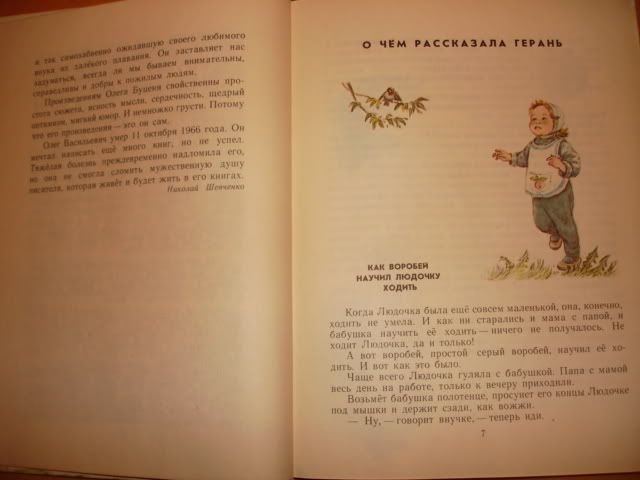 и так самозабвенно ожидавшую своего любимого
внука из далёкого плавания. Он заставляет нас
задуматься, всегда ли мы бываем внимательны,
справедливы и добры к пожилым людям.
Произведениям Олега Буценя свойственны про-
стота сюжета, ясность мысли, сердечность, щедрый
оптимизм, мягкий юмор. И немножко грусти. Потому
что его произведения — это он сам.
Олег Васильевич умер 11 октября 1966 года. Он
мечтал написать ещё много книг, но не успел.
Тяжёлая болезнь преждевременно надломила его,
но она не смогла сломить мужественную душу
писателя, которая живёт и будет жить в его книгах.
Николай Шевченко
О ЧЁМ РАССКАЗАЛА ГЕРАНЬ
КАК ВОРОБЕЙ
НАУЧИЛ ЛЮДОЧКУ
ХОДИТЬ
Когда Людочка была ещё совсем маленькой, она, конечно,
ходить не умела. И как ни старались и мама с папой, и
бабушка научить её ходить — ничего не получалось. Не
ходит Людочка, да и только!
А вот воробей, простой серый воробей, научил её хо-
дить. И вот как это было.
Чаще всего Людочка гуляла с бабушкой. Папа с мамой
весь день на работе, только к вечеру приходили.
Возьмёт бабушка полотенце, просунет его концы Людочке
под мышки и держит сзади, как вожжи.
— Ну, — говорит внучке, — теперь иди.
7